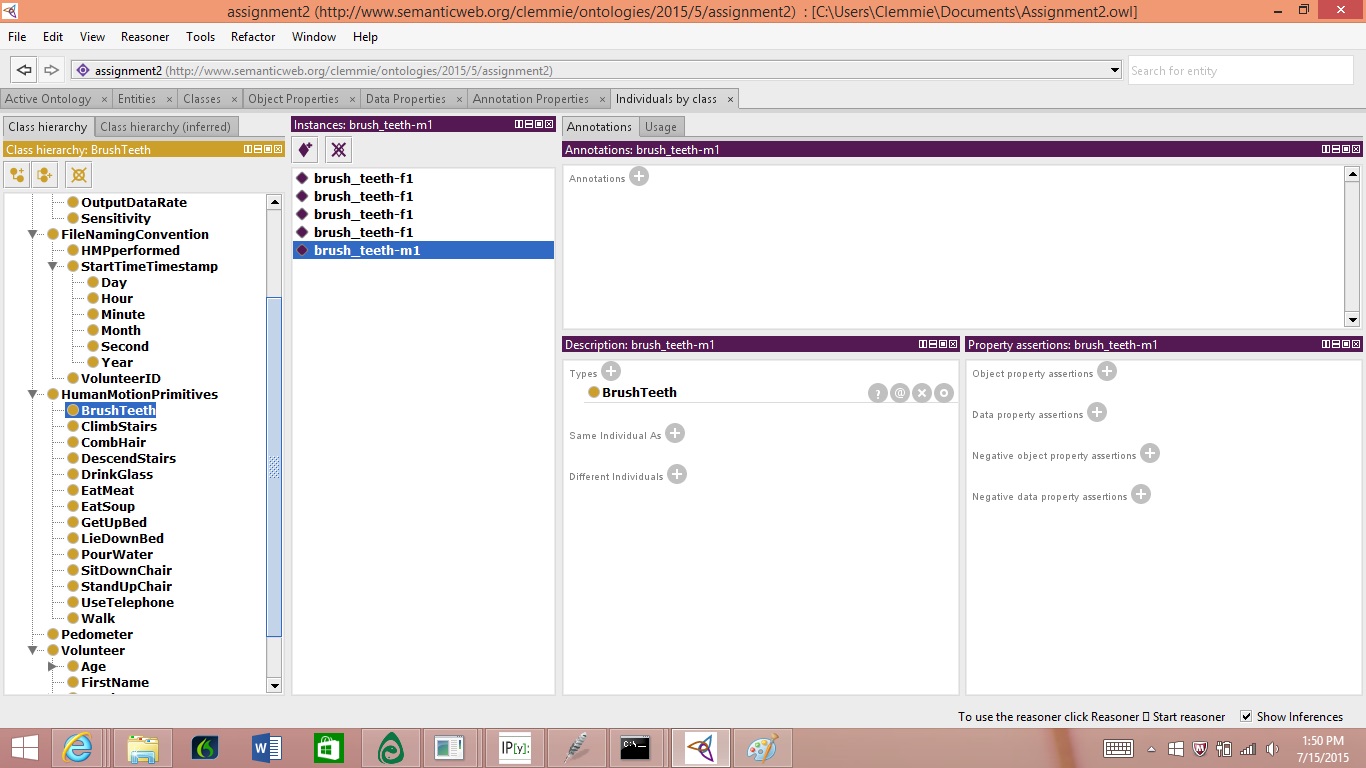 assignment2 (http://www.semanticweb.org/clemmie/ontologies/2015/5/assignment2) : [C:\Users\Clemmie\Documents\Assignment2.owl]
File Edit View Reasoner Tools Refactor Window Help
assignment2 (http://www.semanticweb.org/clemmie/ontologies/2015/5/assignment2)
Search for entity
Active Ontology × Entities × Classes × Object Properties × Data Properties × Annotation Properties × Individuals by class ×
Class hierarchy Class hierarchy (inferred)
Class hierarchy: BrushTeeth
OutputDataRate
Sensitivity
FileNamingConvention
HMPperformed
StartTimeTimestamp
Day
Hour
Minute
Month
Second
Year
VolunteerID
HumanMotionPrimitives
BrushTeeth
ClimbStairs
CombHair
DescendStairs
DrinkGlass
EatMeat
EatSoup
GetUpBed
LieDownBed
PourWater
SitDownChair
StandUpChair
UseTelephone
Walk
Pedometer
Volunteer
Age
FirstName
Instances: brush_teeth-m1
brush_teeth-f1
brush_teeth-f1
brush_teeth-f1
brush_teeth-f1
brush_teeth-m1
Annotations Usage
Annotations: brush_teeth-m1
Annotations
Description: brush_teeth-m1
Types
BrushTeeth
? @ X O
Same Individual As
Different Individuals
Property assertions: brush_teeth-m1
Object property assertions
Data property assertions
Negative object property assertions
Negative data property assertions
To use the reasoner click Reasoner ▯ Start reasoner Show Inferences
IP[y]:
C:\_
1:50 PM
7/15/2015